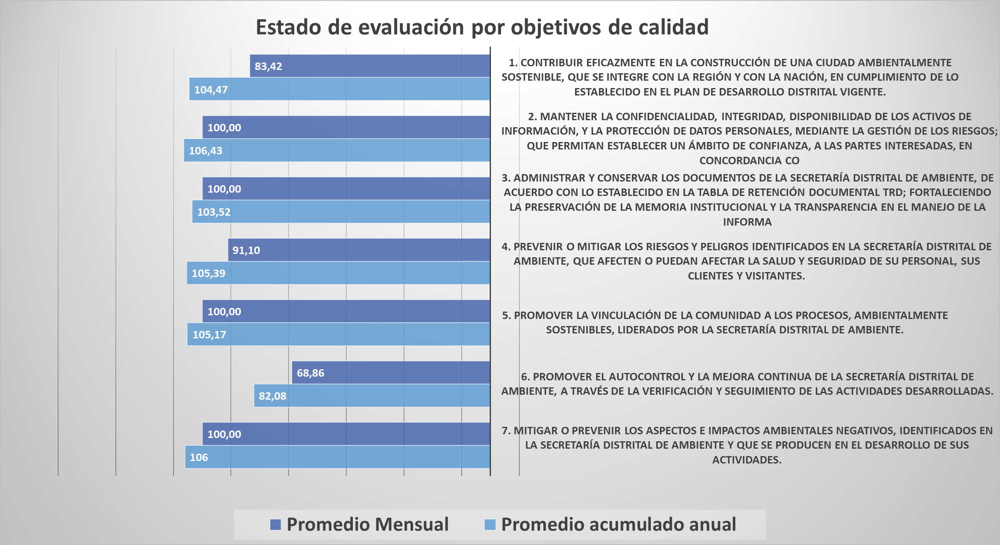 Estado de evaluación por objetivos de calidad
83,42
104,47
1. CONTRIBUIR EFICAZMENTE EN LA CONSTRUCCIÓN DE UNA CIUDAD AMBIENTALMENTE
SOSTENIBLE, QUE SE INTEGRE CON LA REGIÓN Y CON LA NACIÓN, EN CUMPLIMIENTO DE LO
ESTABLECIDO EN EL PLAN DE DESARROLLO DISTRITAL VIGENTE.
100,00
106,43
2. MANTENER LA CONFIDENCIALIDAD, INTEGRIDAD, DISPONIBILIDAD DE LOS ACTIVOS DE
INFORMACIÓN, Y LA PROTECCIÓN DE DATOS PERSONALES, MEDIANTE LA GESTIÓN DE LOS RIESGOS;
QUE PERMITAN ESTABLECER UN ÁMBITO DE CONFIANZA, A LAS PARTES INTERESADAS, EN
CONCORDANCIA CO
100,00
103,52
3. ADMINISTRAR Y CONSERVAR LOS DOCUMENTOS DE LA SECRETARÍA DISTRITAL DE AMBIENTE, DE
ACUERDO CON LO ESTABLECIDO EN LA TABLA DE RETENCIÓN DOCUMENTAL TRD; FORTALECIENDO
LA PRESERVACIÓN DE LA MEMORIA INSTITUCIONAL Y LA TRANSPARENCIA EN EL MANEJO DE LA
INFORMA
91,10
105,39
4. PREVENIR O MITIGAR LOS RIESGOS Y PELIGROS IDENTIFICADOS EN LA SECRETARÍA DISTRITAL DE
AMBIENTE, QUE AFECTEN O PUEDAN AFECTAR LA SALUD Y SEGURIDAD DE SU PERSONAL, SUS
CLIENTES Y VISITANTES.
100,00
105,17
5. PROMOVER LA VINCULACIÓN DE LA COMUNIDAD A LOS PROCESOS, AMBIENTALMENTE
SOSTENIBLES, LIDERADOS POR LA SECRETARÍA DISTRITAL DE AMBIENTE.
68,86
82,08
6. PROMOVER EL AUTOCONTROL Y LA MEJORA CONTINUA DE LA SECRETARÍA DISTRITAL DE
AMBIENTE, A TRAVÉS DE LA VERIFICACIÓN Y SEGUIMIENTO DE LAS ACTIVIDADES DESARROLLADAS.
100,00
106
7. MITIGAR O PREVENIR LOS ASPECTOS E IMPACTOS AMBIENTALES NEGATIVOS, IDENTIFICADOS EN
LA SECRETARÍA DISTRITAL DE AMBIENTE Y QUE SE PRODUCEN EN EL DESARROLLO DE SUS
ACTIVIDADES.
Promedio Mensual
Promedio acumulado anual